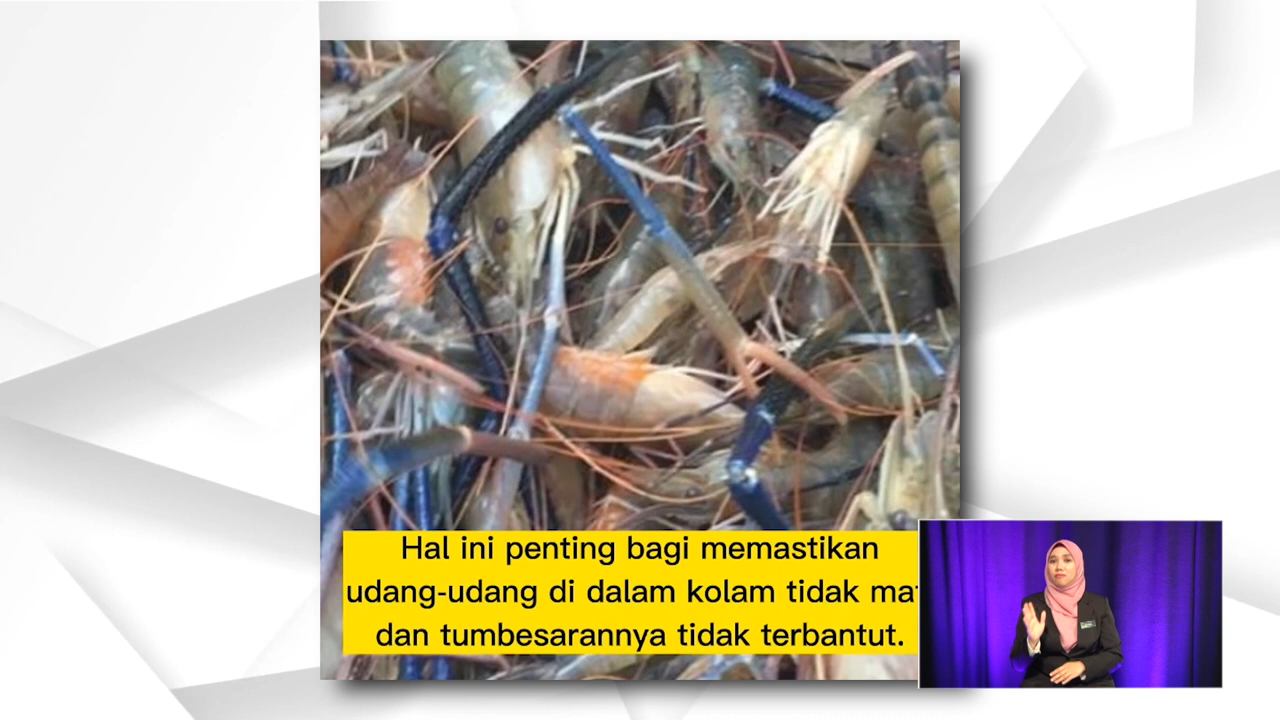 Hal ini penting bagi memastikan
udang-udang di dalam kolam tidak
dan tumbesarannya tidak terbantut.